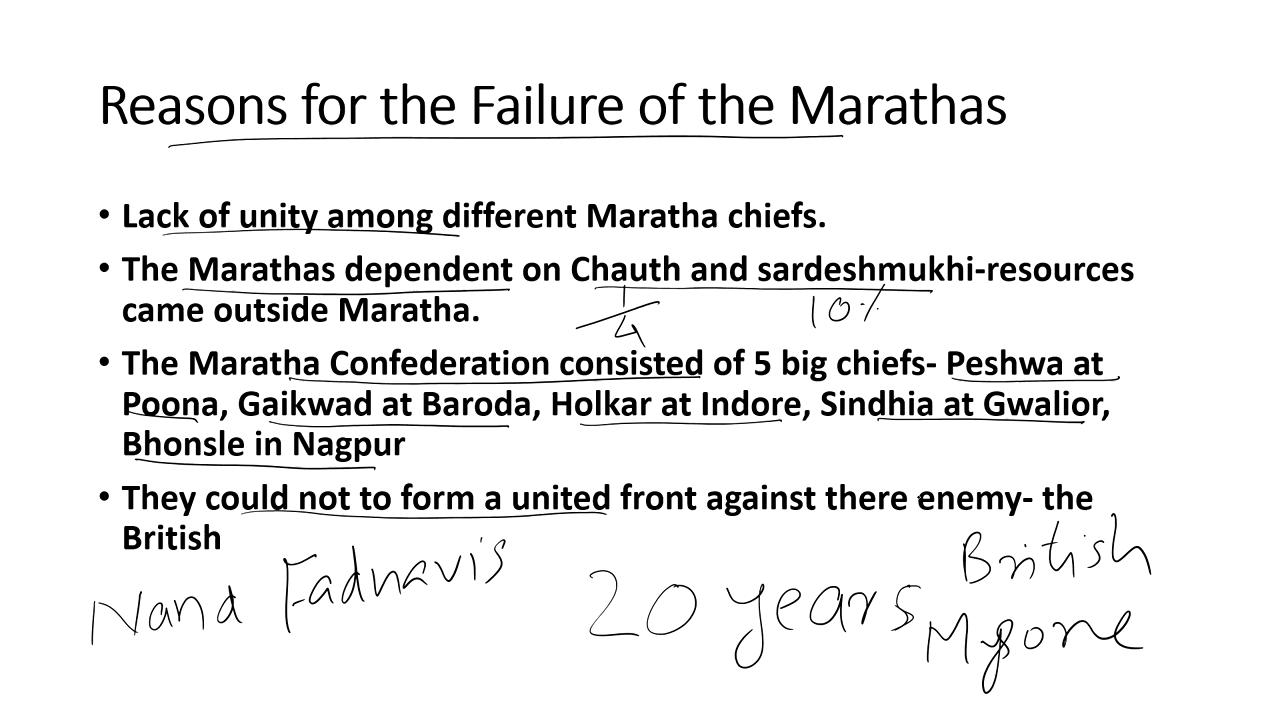 Reasons for the Failure of the Marathas
• Lack of unity among different Maratha chiefs.
• The Marathas dependent on Chauth and sardeshmukhi-resources
came outside Maratha.
1/4 10%
• The Maratha Confederation consisted of 5 big chiefs- Peshwa at
Poona, Gaikwad at Baroda, Holkar at Indore, Sindhia at Gwalior,
Bhonsle in Nagpur
• They could not to form a united front against there enemy- the
British
Nana Fadnavis
20 years
British
Mysore